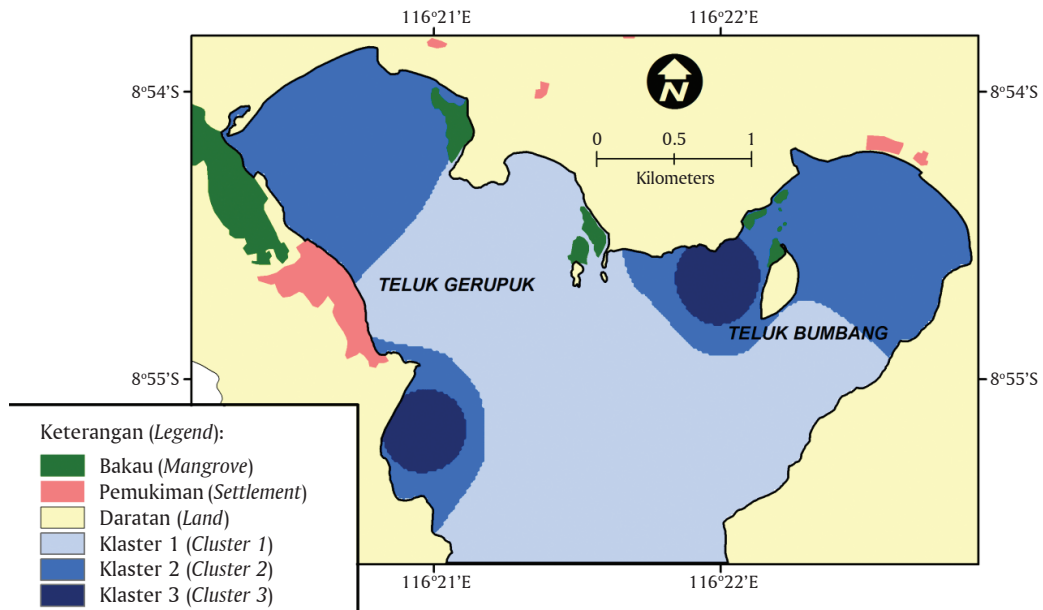 116°21'E 116°22'E
8°54'S 8°54'S
N
0 0.5 1
Kilometers
TELUK GERUPUK
TELUK BUMBANG
8°55'S 8°55'S
Keterangan (Legend):
Bakau (Mangrove)
Pemukiman (Settlement)
Daratan (Land)
Klaster 1 (Cluster 1)
Klaster 2 (Cluster 2)
Klaster 3 (Cluster 3)
116°21'E 116°22'E